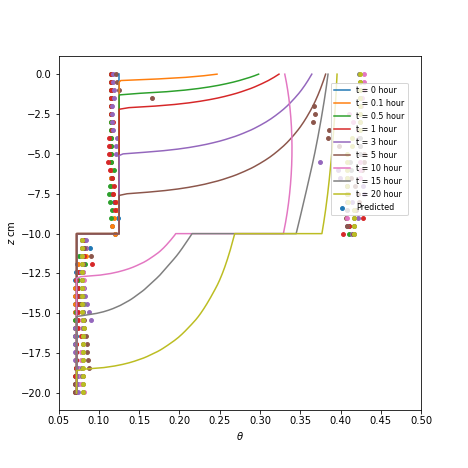 0.0
−2.5
−5.0
−7.5
−10.0
−12.5
−15.0
−17.5
−20.0
z cm
t = 0 hour
t = 0.1 hour
t = 0.5 hour
t = 1 hour
t = 3 hour
t = 5 hour
t = 10 hour
t = 15 hour
t = 20 hour
Predicted
0.05 0.10 0.15 0.20 0.25 0.30 0.35 0.40 0.45 0.50
θ